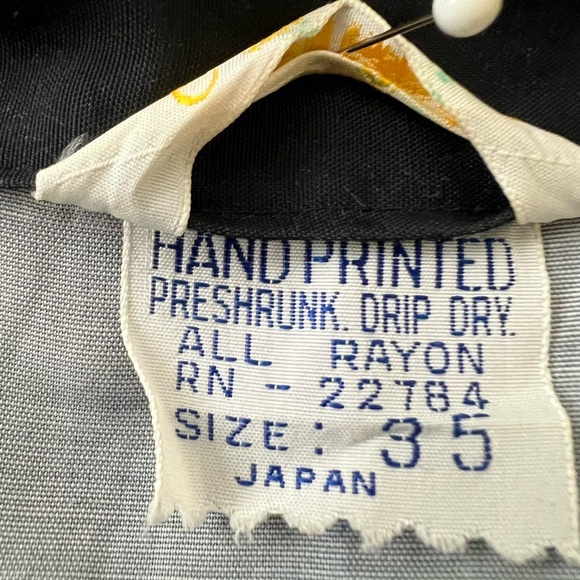 HAND PRINTED
PRESHRUNK. DRIP DRY.
ALL RAYON
RN - 22784
SIZE: 35
JAPAN